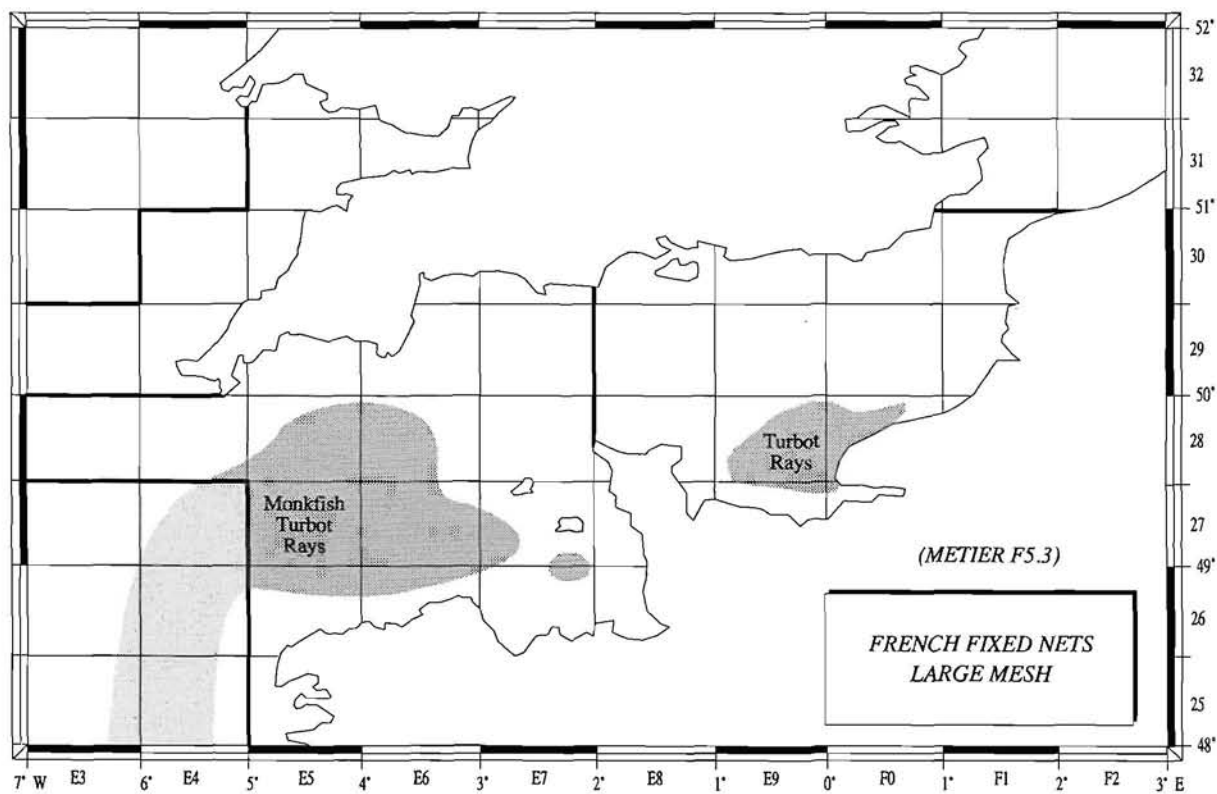 52°
32
31
51°
30
29
50°
Turbot
Rays
28
Monkfish
Turbot
Rays
27
(METIER F5.3)
49°
26
FRENCH FIXED NETS
LARGE MESH
25
48°
7° W E3 6° E4 5° E5 4° E6 3° E7 2° E8 1° E9 0° F0 1° F1 2° F2 3° E